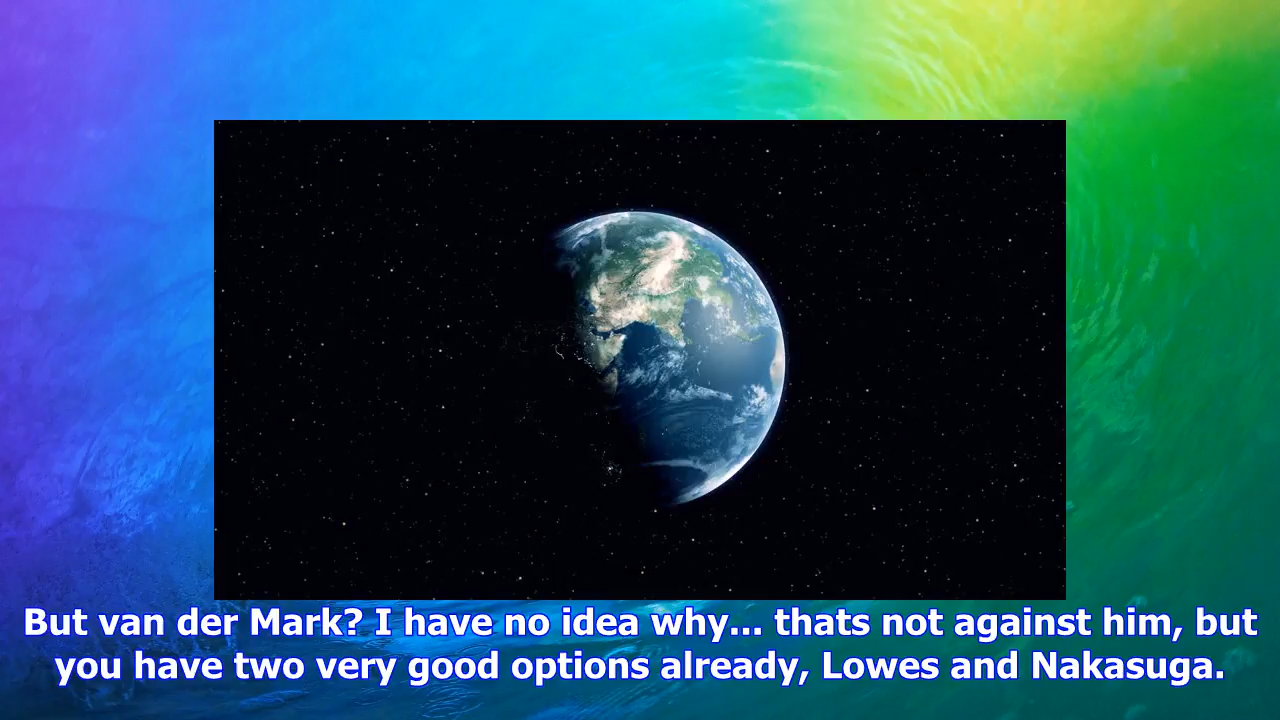 But van der Mark? I have no idea why... thats not against him, but
you have two very good options already, Lowes and Nakasuga.